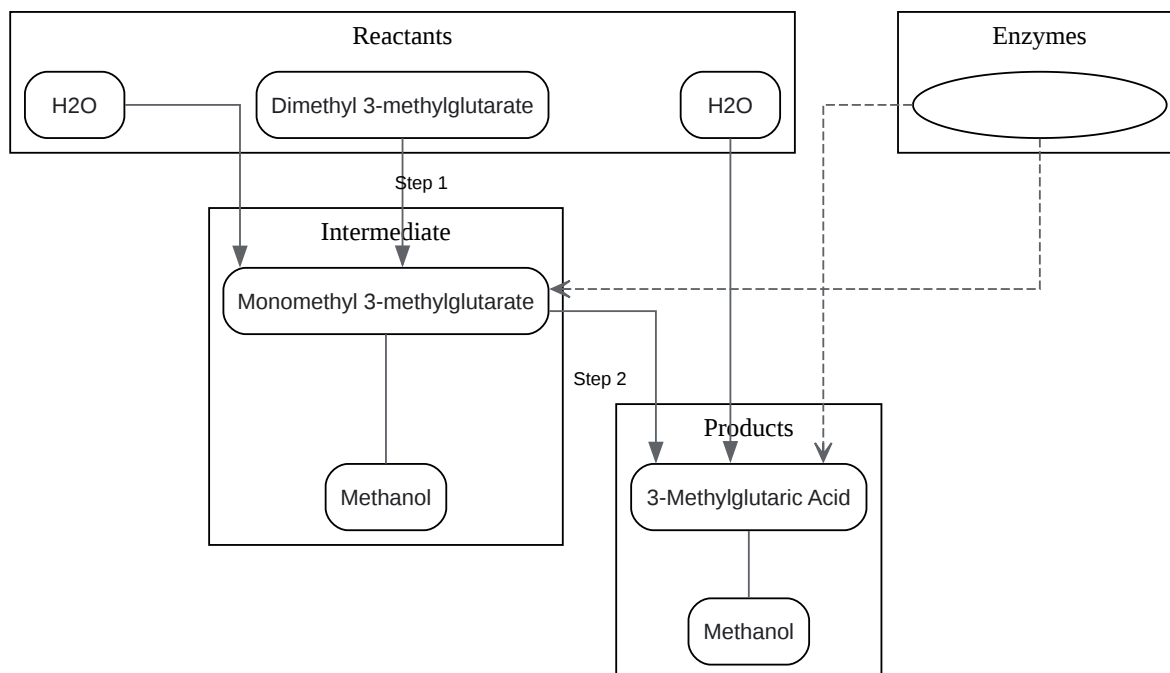 Reactants
Enzymes
H2O
Dimethyl 3-methylglutarate
H2O
Step 1
Intermediate
Monomethyl 3-methylglutarate
Step 2
Products
Methanol
3-Methylglutaric Acid
Methanol